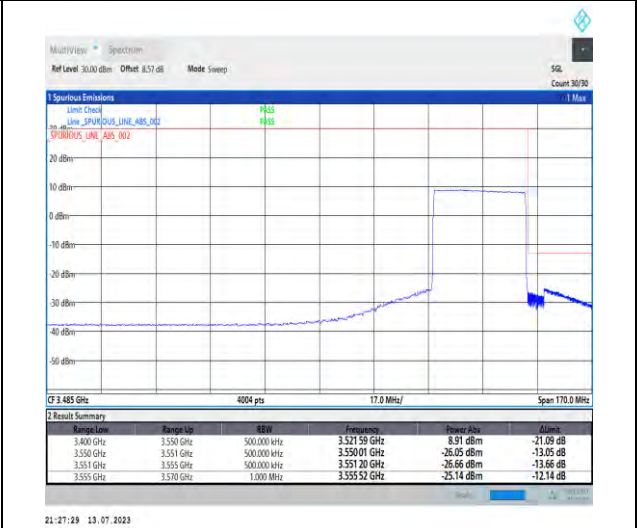 MultiView Spectrum
Ref Level 30.00 dBm Offset 8.57 dB Mode Sweep SGL
Count 30/30
1 Spurious Emissions 1 Max
Limit Check PASS
Line _SPURIOUS_LINE_ABS_002 PASS
_SPURIOUS_LINE_ABS_002
20 dBm
10 dBm
0 dBm
-10 dBm
-20 dBm
-30 dBm
-40 dBm
-50 dBm
CF 3.485 GHz 4004 pts 17.0 MHz/ Span 170.0 MHz
2 Result Summary
Range Low Range Up RBW Frequency Power Abs ΔLimit
3.400 GHz 3.550 GHz 500.000 kHz 3.521 59 GHz 8.91 dBm -21.09 dB
3.550 GHz 3.551 GHz 500.000 kHz 3.550 01 GHz -26.05 dBm -13.05 dB
3.551 GHz 3.555 GHz 500.000 kHz 3.551 20 GHz -26.66 dBm -13.66 dB
3.555 GHz 3.570 GHz 1.000 MHz 3.555 52 GHz -25.14 dBm -12.14 dB
21:27:29 13.07.2023